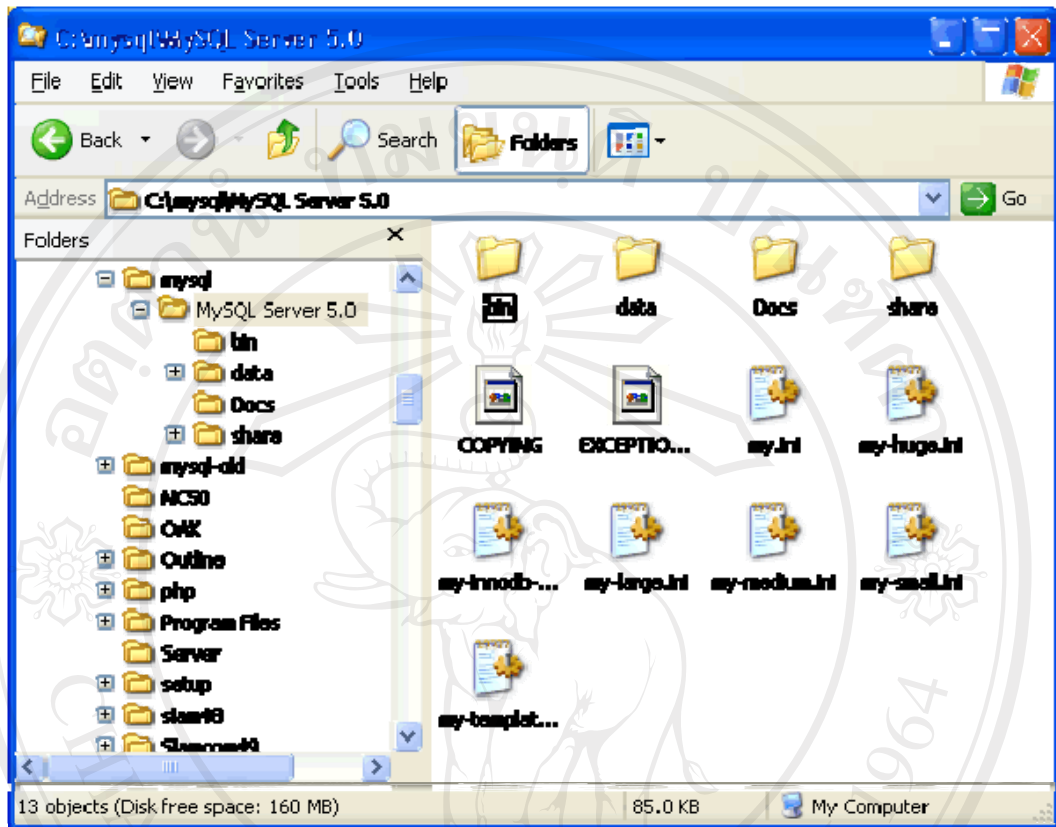 C:\mysql\MySQL Server 5.0
File Edit View Favorites Tools Help
Back Search Folders
Address C:\mysql\MySQL Server 5.0 Go
Folders
mysql
MySQL Server 5.0
bin
data
Docs
share
mysql-old
Outline
php
Program Files
Server
setup
bin data Docs share
COPYING EXCEPTIO... my.ini my-huge.ini
my-innodb-... my-large.ini my-medium.ini my-small.ini
my-templat...
13 objects (Disk free space: 160 MB) 85.0 KB My Computer
1964